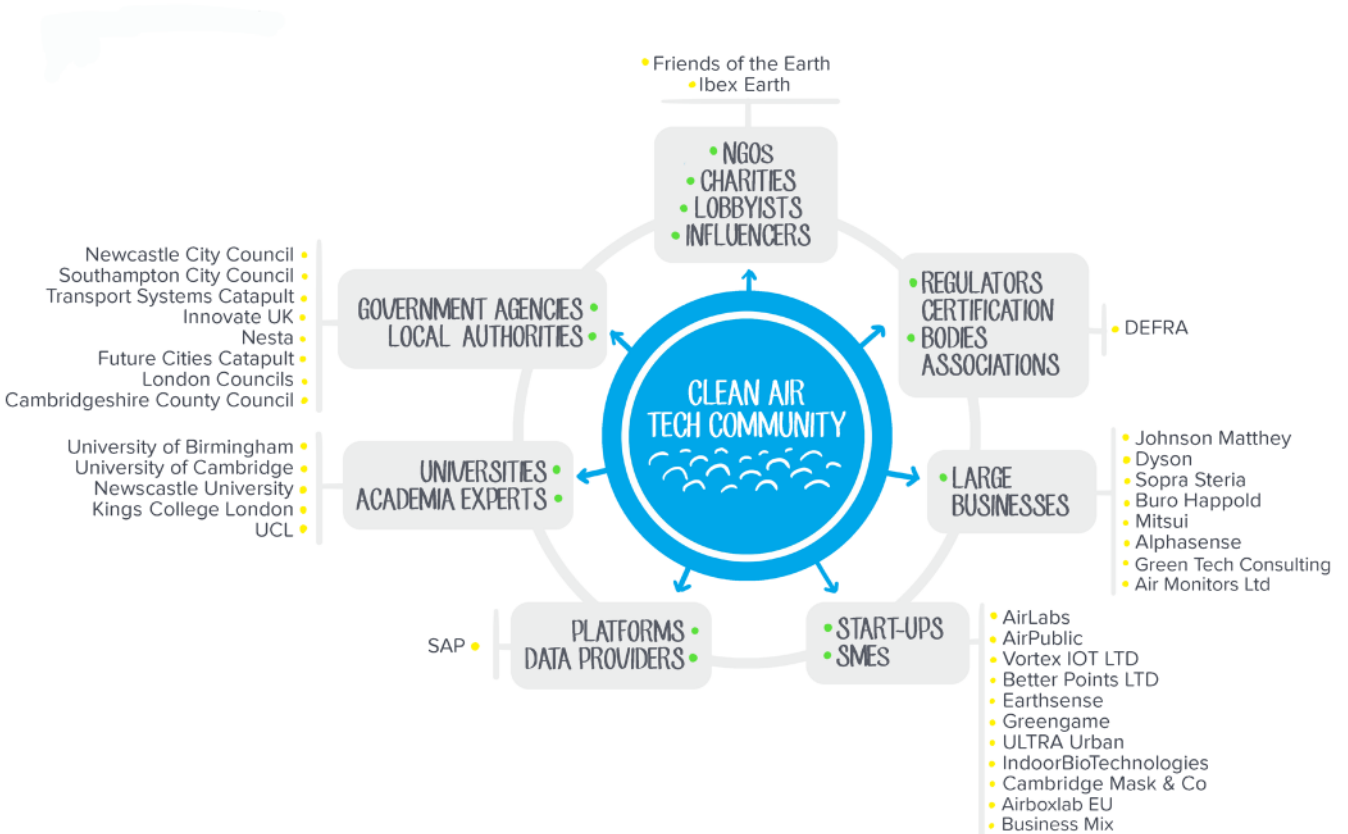 Friends of the Earth
Ibex Earth
NGOs
CHARITIES
LOBBYISTS
INFLUENCERS
Newcastle City Council
Southampton City Council
Transport Systems Catapult
Innovate UK
Nesta
Future Cities Catapult
London Councils
Cambridgeshire County Council
GOVERNMENT AGENCIES
LOCAL AUTHORITIES
REGULATORS
CERTIFICATION
BODIES
ASSOCIATIONS
DEFRA
CLEAN AIR
TECH COMMUNITY
University of Birmingham
University of Cambridge
Newscastle University
Kings College London
UCL
UNIVERSITIES
ACADEMIA EXPERTS
LARGE
BUSINESSES
Johnson Matthey
Dyson
Sopra Steria
Buro Happold
Mitsui
Alphasense
Green Tech Consulting
Air Monitors Ltd
SAP
PLATFORMS
DATA PROVIDERS
START-UPS
SMES
AirLabs
AirPublic
Vortex IOT LTD
Better Points LTD
Earthsense
Greengame
ULTRA Urban
IndoorBioTechnologies
Cambridge Mask & Co
Airboxlab EU
Business Mix